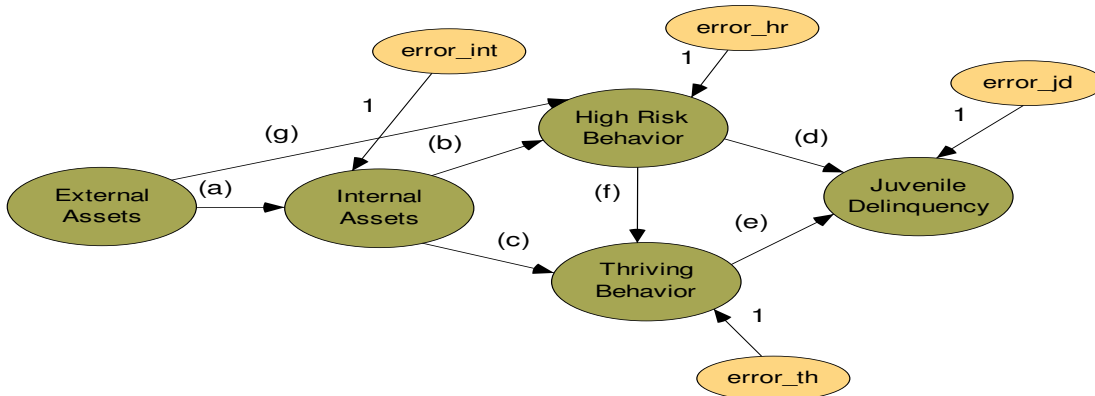 error_hr
error_int
1
error_jd
1
1
High Risk
Behavior
(g)
(b)
(d)
External
Assets
(a)
Internal
Assets
(f)
Juvenile
Delinquency
(c)
(e)
Thriving
Behavior
1
error_th